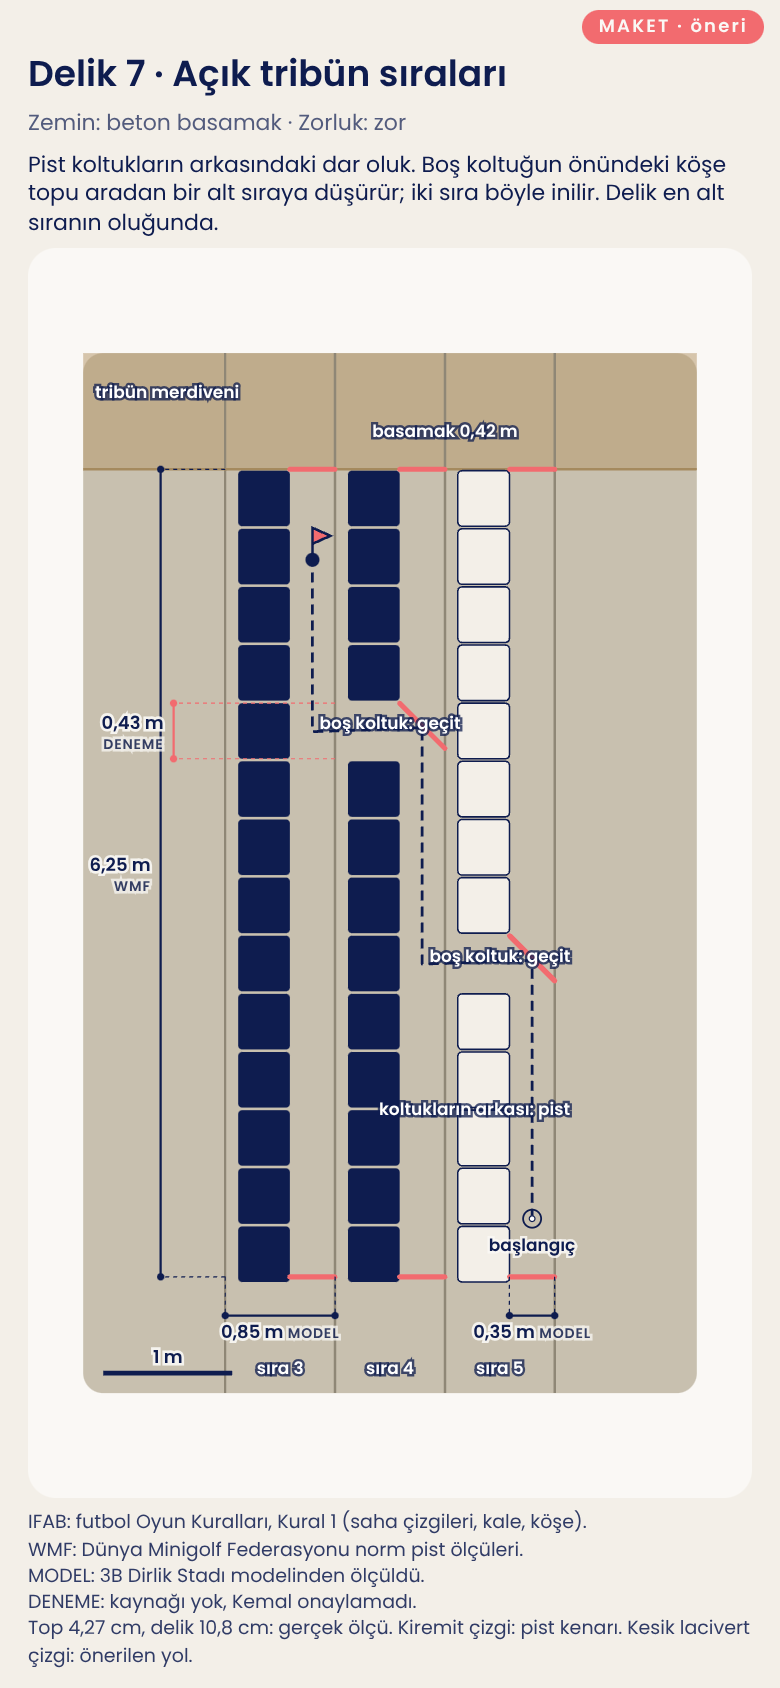 MAKET · öneri
Delik 7 · Açık tribün sıraları
Zemin: beton basamak · Zorluk: zor
Pist koltukların arkasındaki dar oluk. Boş koltuğun önündeki köşe
topu aradan bir alt sıraya düşürür; iki sıra böyle inilir. Delik en alt
sıranın oluğunda.
tribün merdiveni
basamak 0,42 m
0,43 m
DENEME
boş koltuk: geçit
6,25 m
WMF
boş koltuk: geçit
koltukların arkası: pist
başlangıç
0,85 m MODEL
0,35 m MODEL
1 m
sıra 3
sıra 4
sıra 5
IFAB: futbol Oyun Kuralları, Kural 1 (saha çizgileri, kale, köşe).
WMF: Dünya Minigolf Federasyonu norm pist ölçüleri.
MODEL: 3B Dirlik Stadı modelinden ölçüldü.
DENEME: kaynağı yok, Kemal onaylamadı.
Top 4,27 cm, delik 10,8 cm: gerçek ölçü. Kiremit çizgi: pist kenarı. Kesik lacivert
çizgi: önerilen yol.